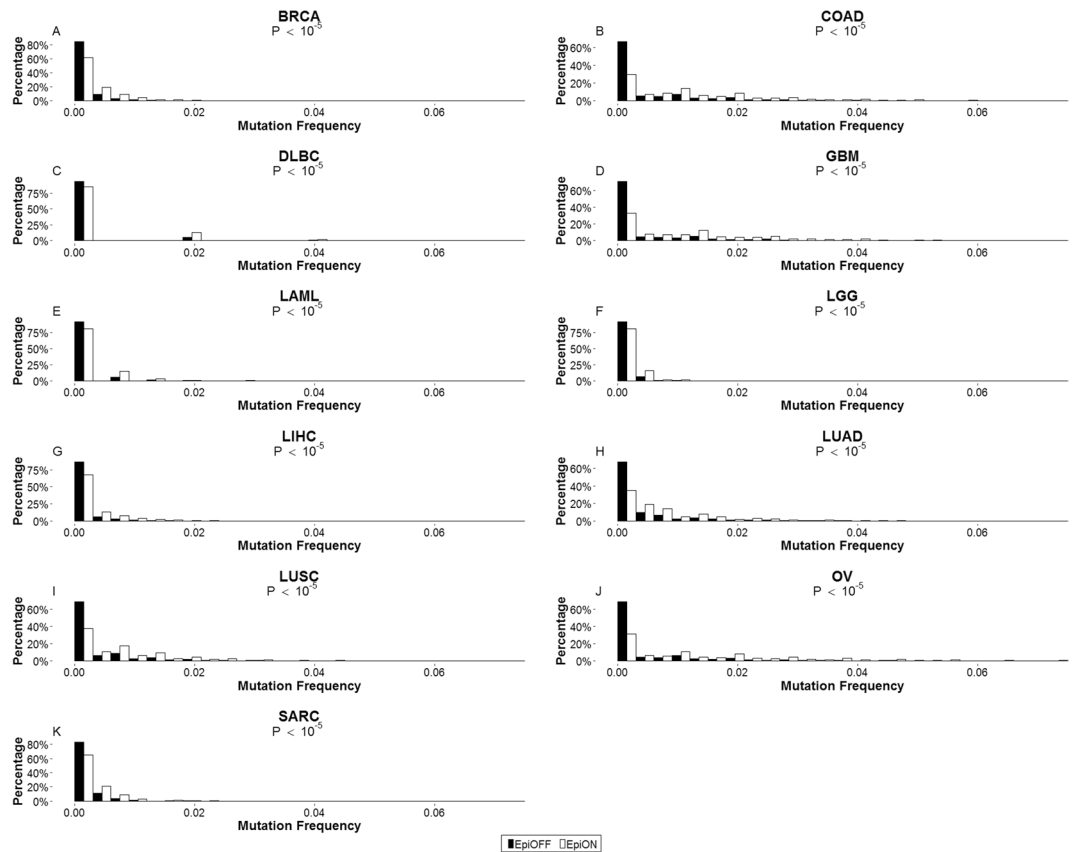 BRCA
A
P < 10-5
Percentage
80%
60%
40%
20%
0%
0.00 0.02 0.04 0.06
Mutation Frequency
COAD
B
P < 10-5
Percentage
60%
40%
20%
0%
0.00 0.02 0.04 0.06
Mutation Frequency
DLBC
C
P < 10-5
Percentage
75%
50%
25%
0%
0.00 0.02 0.04 0.06
Mutation Frequency
GBM
D
P < 10-5
Percentage
60%
40%
20%
0%
0.00 0.02 0.04 0.06
Mutation Frequency
LAML
E
P < 10-5
Percentage
75%
50%
25%
0%
0.00 0.02 0.04 0.06
Mutation Frequency
LGG
F
P < 10-5
Percentage
75%
50%
25%
0%
0.00 0.02 0.04 0.06
Mutation Frequency
LIHC
G
P < 10-5
Percentage
75%
50%
25%
0%
0.00 0.02 0.04 0.06
Mutation Frequency
LUAD
H
P < 10-5
Percentage
60%
40%
20%
0%
0.00 0.02 0.04 0.06
Mutation Frequency
LUSC
I
P < 10-5
Percentage
60%
40%
20%
0%
0.00 0.02 0.04 0.06
Mutation Frequency
OV
J
P < 10-5
Percentage
60%
40%
20%
0%
0.00 0.02 0.04 0.06
Mutation Frequency
SARC
K
P < 10-5
Percentage
80%
60%
40%
20%
0%
0.00 0.02 0.04 0.06
Mutation Frequency
EpiOFF EpiON